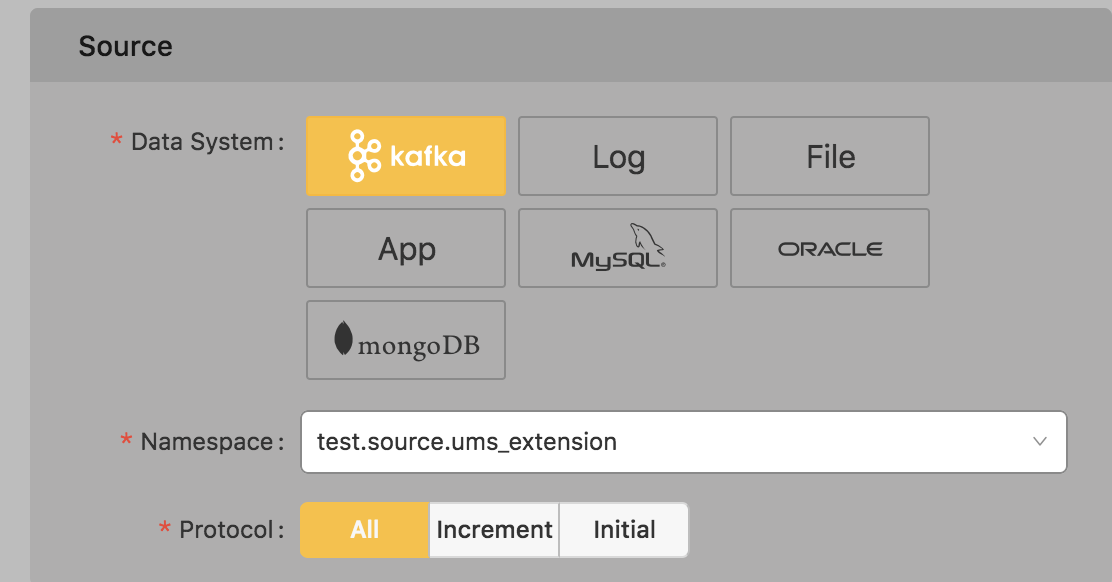 Source
* Data System :
kafka
Log
File
App
MySQL®
ORACLE
mongoDB
* Namespace :
test.source.ums_extension
* Protocol :
All
Increment
Initial